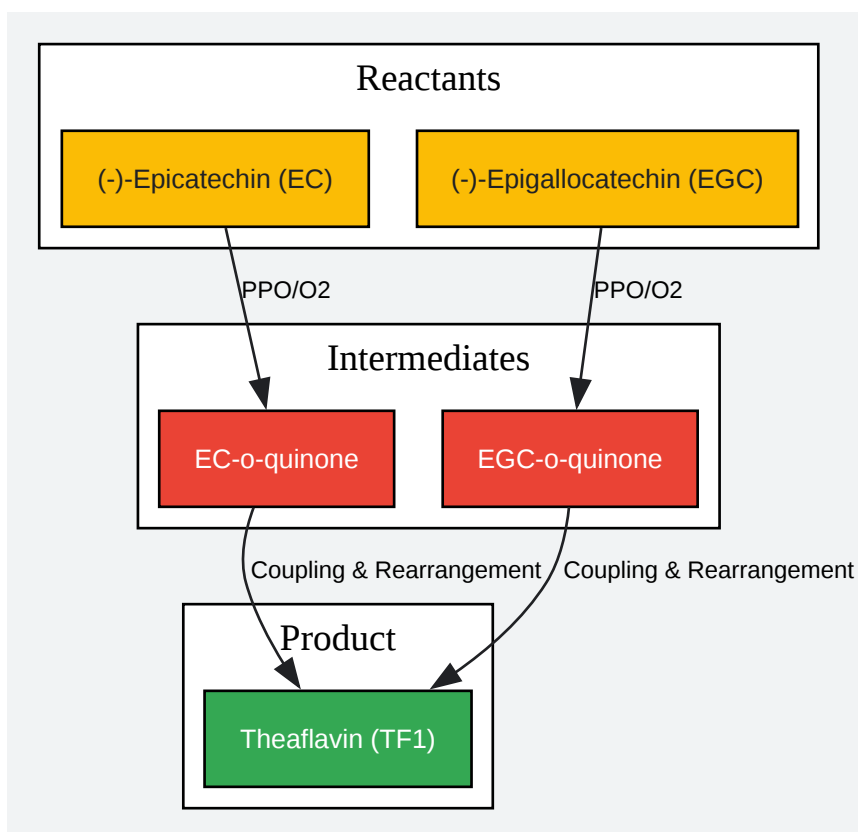 Reactants
(-)-Epicatechin (EC)
(-)-Epigallocatechin (EGC)
PPO/O2
PPO/O2
Intermediates
EC-o-quinone
EGC-o-quinone
Coupling & Rearrangement
Coupling & Rearrangement
Product
Theaflavin (TF1)